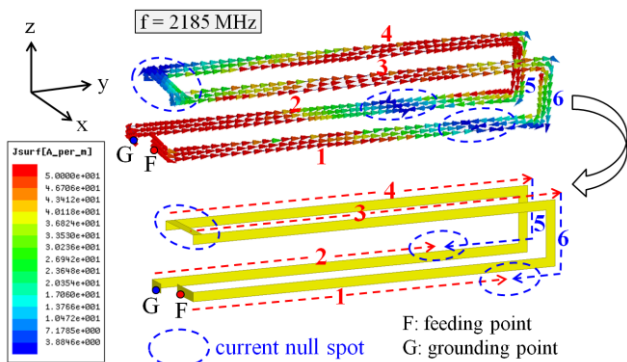 f = 2185 MHz
z
y
x
4
3
2
1
5
6
G
F
Jsurf[A_per_m]
5.0000e+001
4.6706e+001
4.3412e+001
4.0118e+001
3.6824e+001
3.3530e+001
3.0236e+001
2.6942e+001
2.3648e+001
2.0354e+001
1.7060e+001
1.3766e+001
1.0472e+001
7.1785e+000
3.8846e+000
4
3
2
1
5
6
G
F
current null spot
F: feeding point
G: grounding point